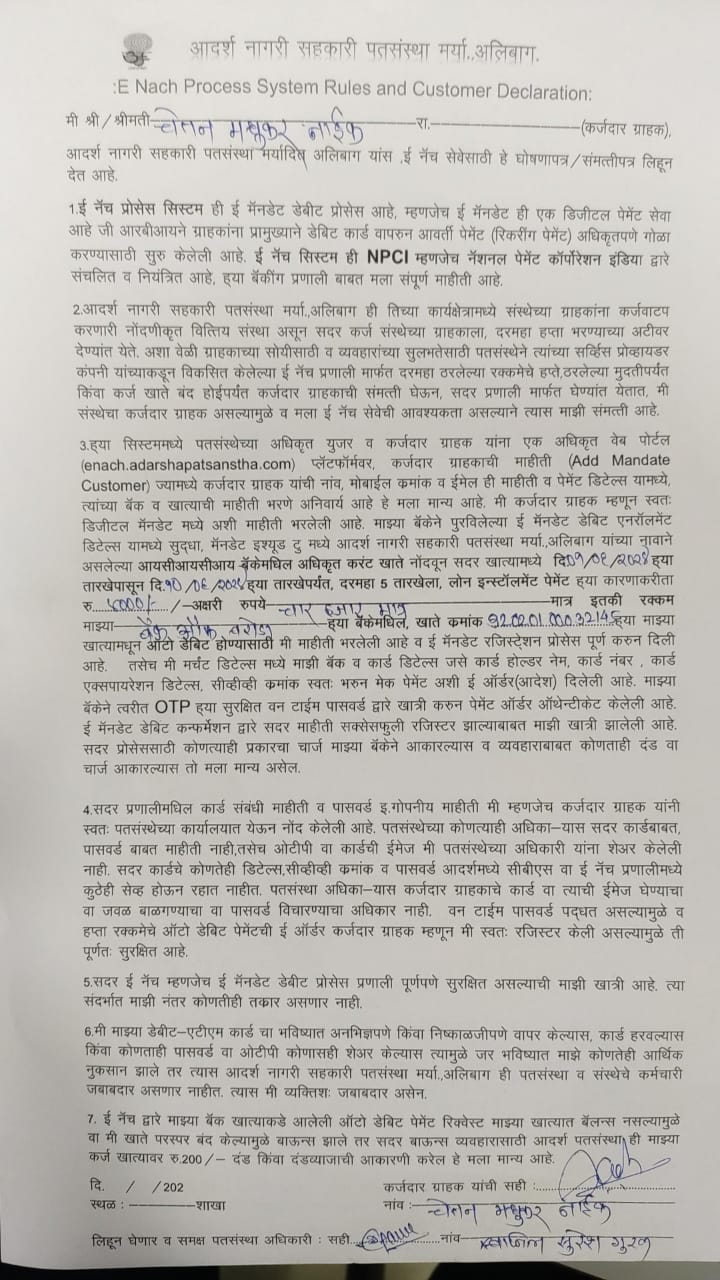 आदर्श नागरी सहकारी पतसंस्था मर्या.,अलिबाग.
:E Nach Process System Rules and Customer Declaration:
मी श्री/श्रीमती चेतन मधुकर नाईक रा. (कर्जदार ग्राहक),
आदर्श नागरी सहकारी पतसंस्था मर्यादित अलिबाग यांस ,ई नॅच सेवेसाठी हे घोषणापत्र/संमत्तीपत्र लिहून
देत आहे.
1.ई नॅच प्रोसेस सिस्टम ही ई मॅनडेट डेबीट प्रोसेस आहे, म्हणजेच ई मॅनडेट ही एक डिजीटल पेमेंट सेवा
आहे जी आरबीआयने ग्राहकांना प्रामुख्याने डेबिट कार्ड वापरुन आवर्ती पेमेंट (रिकरींग पेमेंट) अधिकृतपणे गोळा
करण्यासाठी सुरु केलेली आहे. ई नॅच सिस्टम ही NPCI म्हणजेच नॅशनल पेमेंट कॉर्पोरेशन इंडिया द्वारे
संचलित व नियंत्रित आहे, ह्या बॅकींग प्रणाली बाबत मला संपूर्ण माहीती आहे.
2.आदर्श नागरी सहकारी पतसंस्था मर्या.,अलिबाग ही तिच्या कार्यक्षेत्रामध्ये संस्थेच्या ग्राहकांना कर्जवाटप
करणारी नोंदणीकृत वित्तिय संस्था असून सदर कर्ज संस्थेच्या ग्राहकाला, दरमहा हप्ता भरण्याच्या अटीवर
देण्यांत येते. अशा वेळी ग्राहकाच्या सोयीसाठी व व्यवहारांच्या सुलभतेसाठी पतसंस्थेने त्यांच्या सर्व्हिस प्रोव्हायडर
कंपनी यांच्याकडून विकसित केलेल्या ई नॅच प्रणाली मार्फत दरमहा ठरलेल्या रक्कमेचे हप्ते,ठरलेल्या मुदतीपर्यत
किंवा कर्ज खाते बंद होईपर्यंत कर्जदार ग्राहकाची संमत्ती घेऊन, सदर प्रणाली मार्फत घेण्यांत येतात, मी
संस्थेचा कर्जदार ग्राहक असल्यामुळे व मला ई नॅच सेवेची आवश्यकता असल्याने त्यास माझी संमत्ती आहे.
3.ह्या सिस्टममध्ये पतसंस्थेच्या अधिकृत युजर व कर्जदार ग्राहक यांना एक अधिकृत वेब पोर्टल
(enach.adarshapatsanstha.com) प्लॅटफॉर्मवर, कर्जदार ग्राहकाची माहीती (Add Mandate
Customer) ज्यामध्ये कर्जदार ग्राहक यांची नांव, मोबाईल क्रमांक व ईमेल ही माहीती व पेमेंट डिटेल्स यामध्ये,
त्यांच्या बँक व खात्याची माहीती भरणे अनिवार्य आहे हे मला मान्य आहे. मी कर्जदार ग्राहक म्हणून स्वतः
डिजीटल मॅनडेट मध्ये अशी माहीती भरलेली आहे. माझ्या बँकेने पुरविलेल्या ई मॅनडेट डेबिट एनरॉलमेंट
डिटेल्स यामध्ये सुद्धा, मॅनडेट इश्यूड टु मध्ये आदर्श नागरी सहकारी पतसंस्था मर्या.,अलिबाग यांच्या नावाने
असलेल्या आयसीआयसीआय बॅंकेमधिल अधिकृत करंट खाते नोंदवून सदर खात्यामध्ये दि. ह्या
तारखेपासून दि. ह्या तारखेपर्यंत, दरमहा 5 तारखेला, लोन इन्स्टॉलमेंट पेमेंट ह्या कारणाकरीता
रु. 4000/- /-अक्षरी रुपये चार हजार मात्र मात्र इतकी रक्कम
माझ्या बँक ऑफ बरोडा ह्या बॅंकेमधिल, खाते क्रमांक ह्या माझ्या
खात्यामधून ऑटो डेबिट होण्यासाठी मी माहीती भरलेली आहे व ई मॅनडेट रजिस्ट्रेशन प्रोसेस पूर्ण करुन दिली
आहे. तसेच मी मर्चंट डिटेल्स मध्ये माझी बॅंक व कार्ड डिटेल्स जसे कार्ड होल्डर नेम, कार्ड नंबर , कार्ड
एक्सपायरेशन डिटेल्स, सीव्हीव्ही क्रमांक स्वतः भरुन मेक पेमेंट अशी ई ऑर्डर(आदेश) दिलेली आहे. माझ्या
बॅंकेने त्वरीत OTP ह्या सुरक्षित वन टाईम पासवर्ड द्वारे खात्री करुन पेमेंट ऑर्डर ऑथेन्टीकेट केलेली आहे.
ई मॅनडेट डेबिट कन्फर्मेशन द्वारे सदर माहीती सक्सेसफुली रजिस्टर झाल्याबाबत माझी खात्री झालेली आहे.
सदर प्रोसेससाठी कोणत्याही प्रकारचा चार्ज माझ्या बॅंकेने आकारल्यास व व्यवहाराबाबत कोणताही दंड वा
चार्ज आकारल्यास तो मला मान्य असेल.
4.सदर प्रणालीमधिल कार्ड संबंधी माहीती व पासवर्ड इ.गोपनीय माहीती मी म्हणजेच कर्जदार ग्राहक यांनी
स्वतः पतसंस्थेच्या कार्यालयात येऊन नोंद केलेली आहे. पतसंस्थेच्या कोणत्याही अधिका-यास सदर कार्डबाबत,
पासवर्ड बाबत माहीती नाही,तसेच ओटीपी वा कार्डची ईमेज मी पतसंस्थेच्या अधिकारी यांना शेअर केलेली
नाही. सदर कार्डचे कोणतेही डिटेल्स,सीव्हीव्ही क्रमांक व पासवर्ड आदर्शमध्ये सीबीएस वा ई नॅच प्रणालीमध्ये
कुठेही सेव्ह होऊन रहात नाहीत. पतसंस्था अधिका-यास कर्जदार ग्राहकाचे कार्ड वा त्याची ईमेज घेण्याचा
वा जवळ बाळगण्याचा वा पासवर्ड विचारण्याचा अधिकार नाही. वन टाईम पासवर्ड पद्धत असल्यामुळे व
हप्ता रक्कमेचे ऑटो डेबिट पेमेंटची ई ऑर्डर कर्जदार ग्राहक म्हणून मी स्वतः रजिस्टर केली असल्यामुळे ती
पूर्णतः सुरक्षित आहे.
5.सदर ई नॅच म्हणजेच ई मॅनडेट डेबीट प्रोसेस प्रणाली पूर्णपणे सुरक्षित असल्याची माझी खात्री आहे. त्या
संदर्भात माझी नंतर कोणतीही तकार असणार नाही.
6.मी माझ्या डेबीट–एटीएम कार्ड चा भविष्यात अनभिज्ञपणे किंवा निष्काळजीपणे वापर केल्यास, कार्ड हरवल्यास
किंवा कोणताही पासवर्ड वा ओटीपी कोणासही शेअर केल्यास त्यामुळे जर भविष्यात माझे कोणतेही आर्थिक
नुकसान झाले तर त्यास आदर्श नागरी सहकारी पतसंस्था मर्या.,अलिबाग ही पतसंस्था व संस्थेचे कर्मचारी
जबाबदार असणार नाहीत. त्यास मी व्यक्तिशः जबाबदार असेन.
7. ई नॅच द्वारे माझ्या बॅंक खात्याकडे आलेली ऑटो डेबिट पेमेंट रिक्वेस्ट माझ्या खात्यात बॅलन्स नसल्यामुळे
वा मी खाते परस्पर बंद केल्यामुळे बाऊन्स झाले तर सदर बाऊन्स व्यवहारासाठी आदर्श पतसंस्था ही माझ्या
कर्ज खात्यावर रु.200/– दंड किंवा दंडव्याजाची आकारणी करेल हे मला मान्य आहे.
दि. / /202 कर्जदार ग्राहक यांची सही :
स्थळ : शाखा नांव : चेतन मधुकर नाईक
लिहून घेणार व समक्ष पतसंस्था अधिकारी : सही नांव स्वप्निल सुरेश गुरव